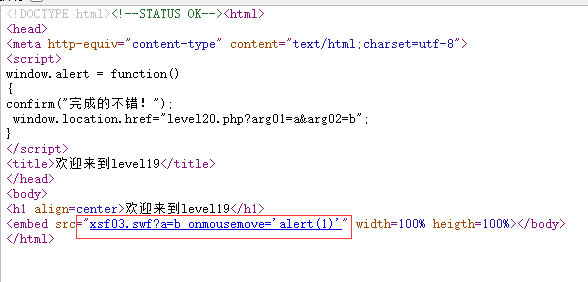 <!DOCTYPE html><!--STATUS OK--><html>
<head>
<meta http-equiv="content-type" content="text/html;charset=utf-8">
<script>
window.alert = function()
{
confirm("完成的不错！");
 window.location.href="level20.php?arg01=a&arg02=b";
}
</script>
<title>欢迎来到level19</title>
</head>
<body>
<h1 align=center>欢迎来到level19</h1>
<embed src="xsf03.swf?a=b onmousemove='alert(1)'" width=100% heigth=100%></body>
</html>